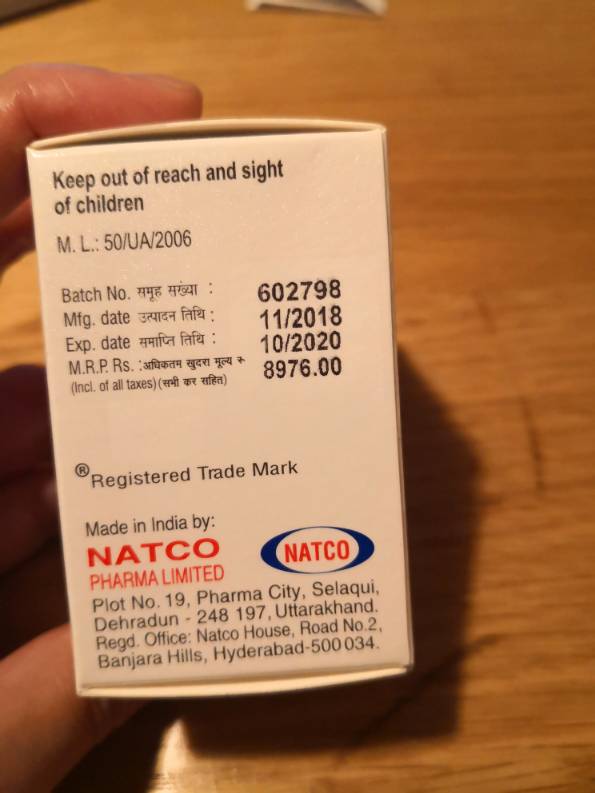 Keep out of reach and sight
of children
M. L.: 50/UA/2006
Batch No. समूह संख्या : 602798
Mfg. date उत्पादन तिथि : 11/2018
Exp. date समाप्ति तिथि : 10/2020
M.R.P. Rs. :अधिकतम खुदरा मूल्य रु 8976.00
(Incl. of all taxes) (सभी कर सहित)
®Registered Trade Mark
Made in India by:
NATCO NATCO
PHARMA LIMITED
Plot No. 19, Pharma City, Selaqui,
Dehradun - 248 197, Uttarakhand.
Regd. Office: Natco House, Road No.2,
Banjara Hills, Hyderabad-500 034.